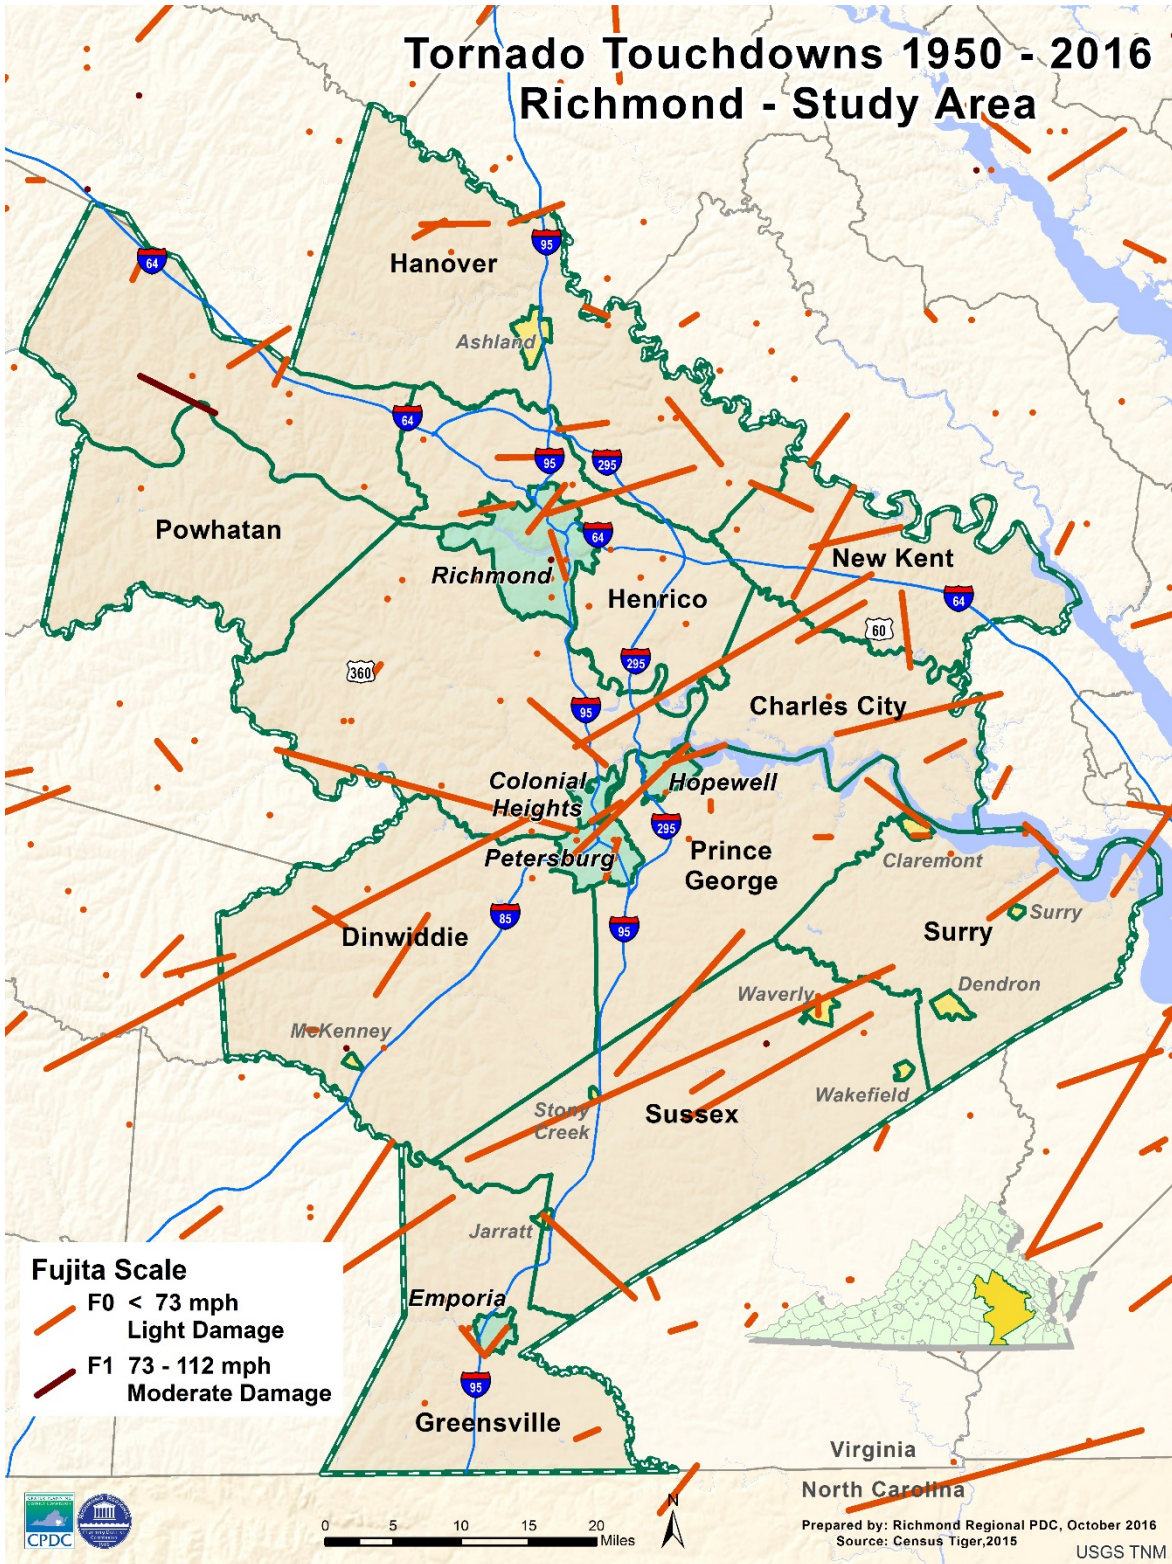 Tornado Touchdowns 1950 - 2016
Richmond - Study Area
95
64
Hanover
Ashland
64
95
295
Powhatan
64
Richmond
New Kent
Henrico
64
60
360
295
95
Charles City
Colonial
Heights
Hopewell
295
Petersburg
Prince
George
Claremont
85
95
Dinwiddie
Surry
Surry
Waverly
Dendron
McKenney
Wakefield
Stony
Creek
Sussex
Jarratt
Emporia
95
Greensville
Fujita Scale
F0 < 73 mph
Light Damage
F1 73 - 112 mph
Moderate Damage
Virginia
North Carolina
CPDC
0 5 10 15 20
Miles
N
Prepared by: Richmond Regional PDC, October 2016
Source: Census Tiger,2015
USGS TNM